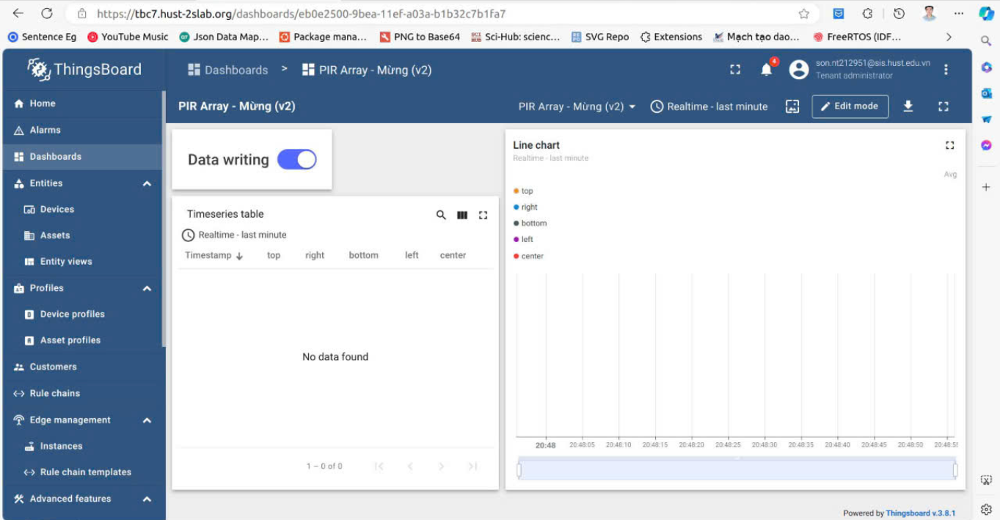 https://tbc7.hust-2slab.org/dashboards/eb0e2500-9bea-11ef-a03a-b1b32c7b1fa7
Sentence Eg YouTube Music Json Data Map... Package mana... PNG to Base64 Sci-Hub: scienc... SVG Repo Extensions Mạch tạo dao... FreeRTOS (IDF...
ThingsBoard
Dashboards > PIR Array - Mừng (v2)
4
son.nt212951@sis.hust.edu.vn
Tenant administrator
Home
Alarms
Dashboards
Entities
Devices
Assets
Entity views
Profiles
Device profiles
Asset profiles
Customers
Rule chains
Edge management
Instances
Rule chain templates
Advanced features
PIR Array - Mừng (v2)
PIR Array - Mừng (v2) Realtime - last minute Edit mode
Data writing
Timeseries table
Realtime - last minute
Timestamp top right bottom left center
No data found
1 – 0 of 0
Line chart
Realtime - last minute
Avg
top
right
bottom
left
center
20:48 20:48:05 20:48:10 20:48:15 20:48:20 20:48:25 20:48:30 20:48:35 20:48:40 20:48:45 20:48:50 20:48:55
Powered by Thingsboard v.3.8.1